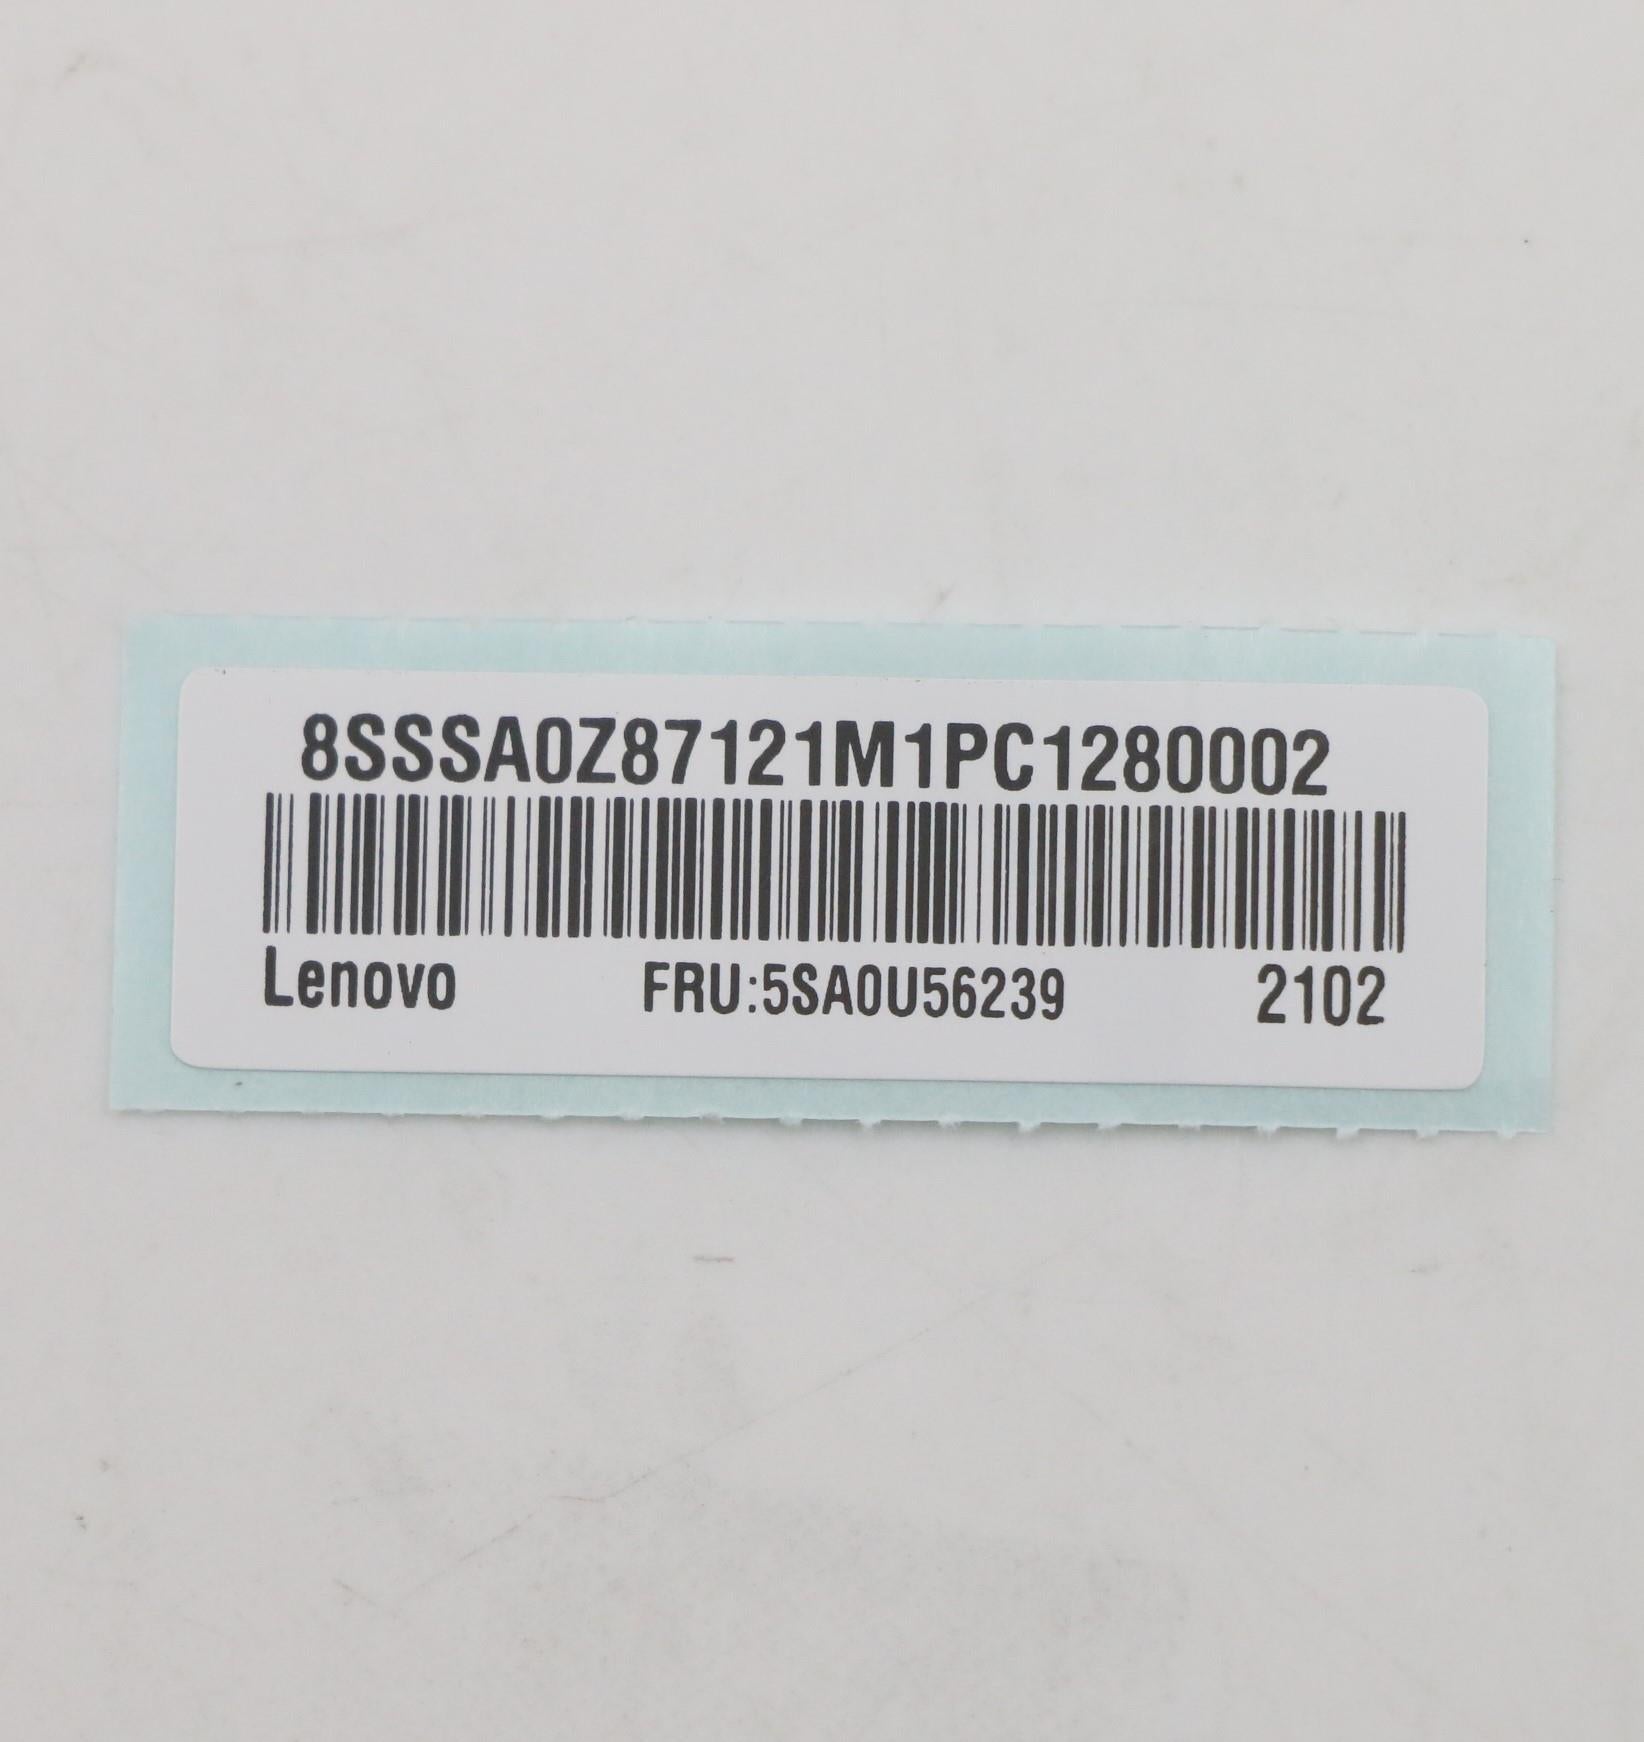 8SSSA0Z87121M1PC1280002
Lenovo FRU:5SA0U56239 2102